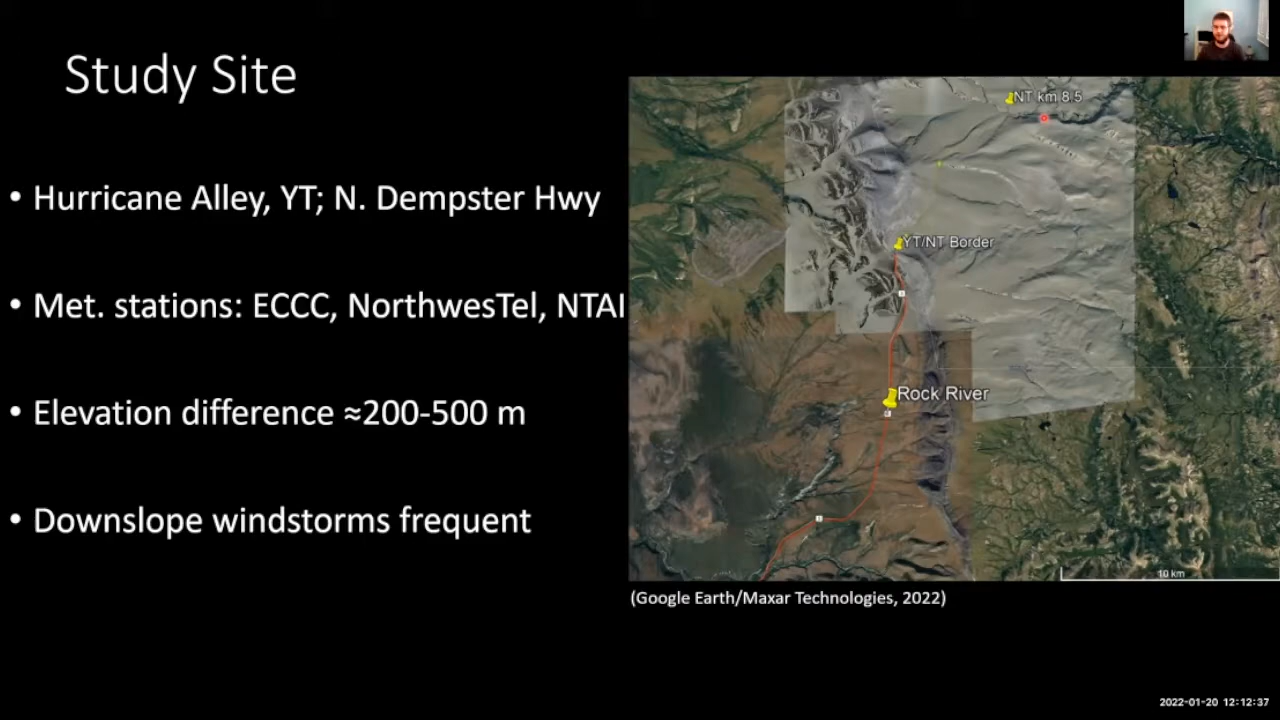 Study Site
• Hurricane Alley, YT; N. Dempster Hwy
• Met. stations: ECCC, NorthwesTel, NTAI
• Elevation difference ≈200-500 m
• Downslope windstorms frequent
NT km 8.5
YT/NT Border
Rock River
10 km
(Google Earth/Maxar Technologies, 2022)
2022-01-20 12:12:37